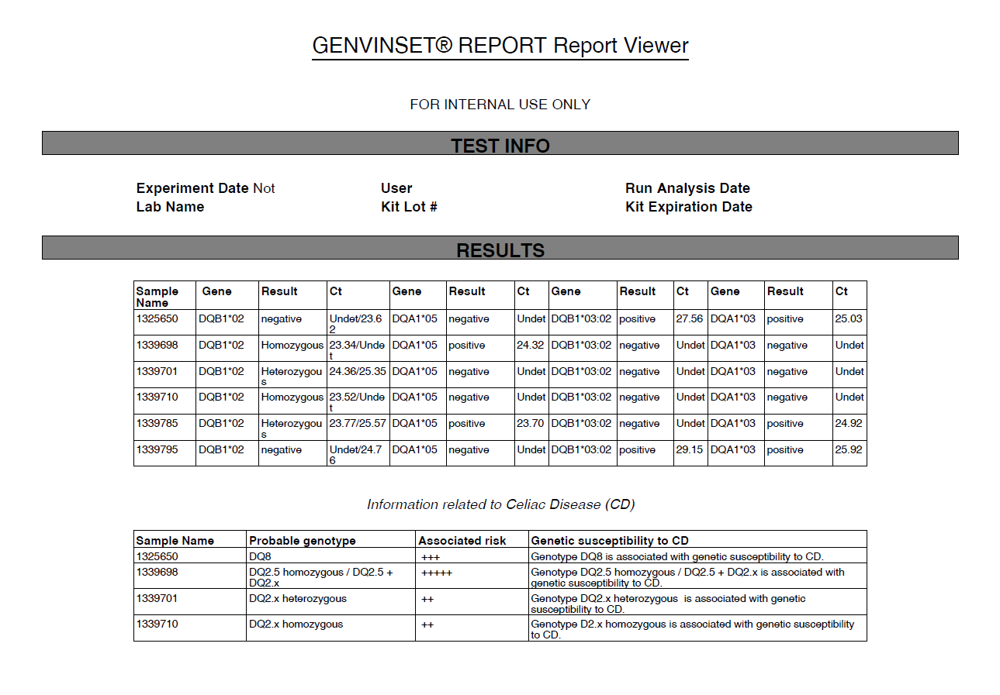 GENVINSET® REPORT Report Viewer
FOR INTERNAL USE ONLY
TEST INFO
Experiment Date Not User Run Analysis Date
Lab Name Kit Lot # Kit Expiration Date
RESULTS
Sample Name Gene Result Ct Gene Result Ct Gene Result Ct Gene Result Ct
1325650 DQB1*02 negative Undet/23.62 DQA1*05 negative Undet DQB1*03:02 positive 27.56 DQA1*03 positive 25.03
1339698 DQB1*02 Homozygous 23.34/Undet DQA1*05 positive 24.32 DQB1*03:02 negative Undet DQA1*03 negative Undet
1339701 DQB1*02 Heterozygous 24.36/25.35 DQA1*05 negative Undet DQB1*03:02 negative Undet DQA1*03 negative Undet
1339710 DQB1*02 Homozygous 23.52/Undet DQA1*05 negative Undet DQB1*03:02 negative Undet DQA1*03 negative Undet
1339785 DQB1*02 Heterozygous 23.77/25.57 DQA1*05 positive 23.70 DQB1*03:02 negative Undet DQA1*03 positive 24.92
1339795 DQB1*02 negative Undet/24.76 DQA1*05 negative Undet DQB1*03:02 positive 29.15 DQA1*03 positive 25.92
Information related to Celiac Disease (CD)
Sample Name Probable genotype Associated risk Genetic susceptibility to CD
1325650 DQ8 +++ Genotype DQ8 is associated with genetic susceptibility to CD.
1339698 DQ2.5 homozygous / DQ2.5 + DQ2.x +++++ Genotype DQ2.5 homozygous / DQ2.5 + DQ2.x is associated with genetic susceptibility to CD.
1339701 DQ2.x heterozygous ++ Genotype DQ2.x heterozygous is associated with genetic susceptibility to CD.
1339710 DQ2.x homozygous ++ Genotype D2.x homozygous is associated with genetic susceptibility to CD.